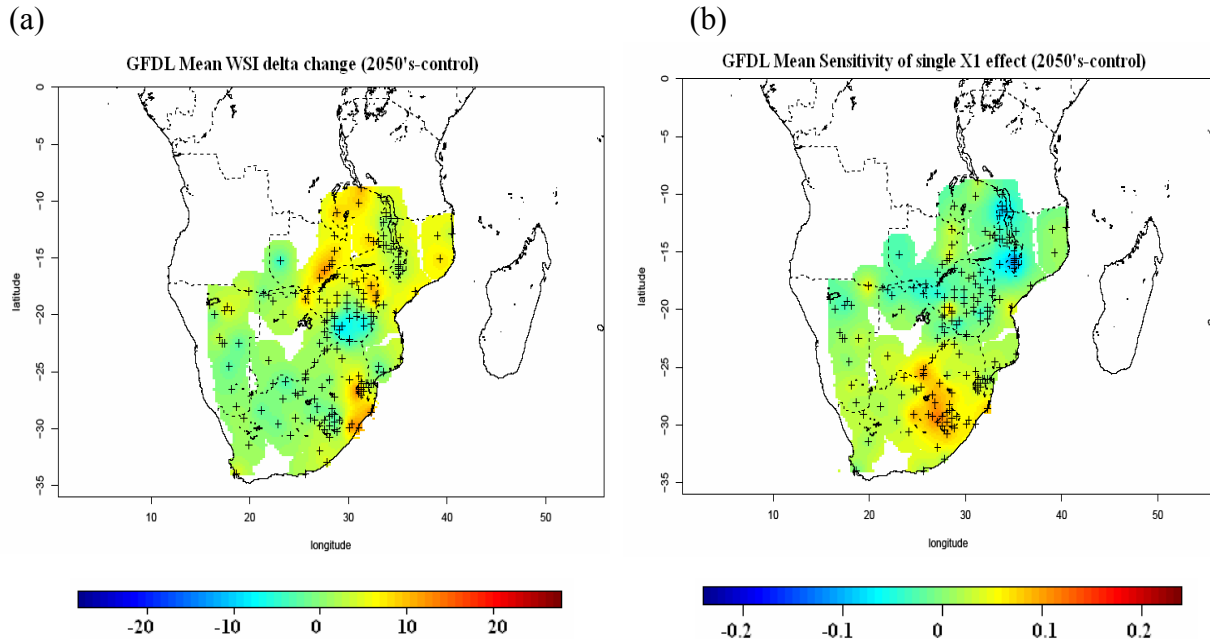 (a)
GFDL Mean WSI delta change (2050's-control)
0
-5
-10
-15
-20
-25
-30
-35
latitude
10 20 30 40 50
longitude
-20 -10 0 10 20
(b)
GFDL Mean Sensitivity of single X1 effect (2050's-control)
0
-5
-10
-15
-20
-25
-30
-35
latitude
10 20 30 40 50
longitude
-0.2 -0.1 0 0.1 0.2